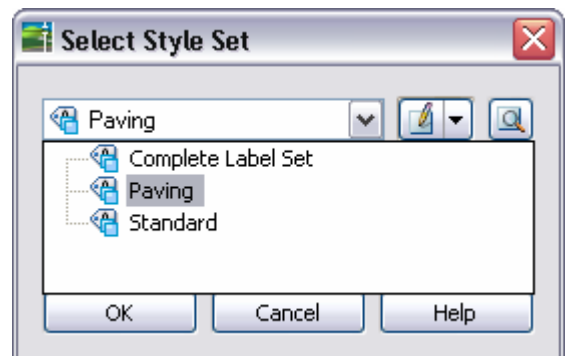 Select Style Set
Paving
Complete Label Set
Paving
Standard
OK Cancel Help